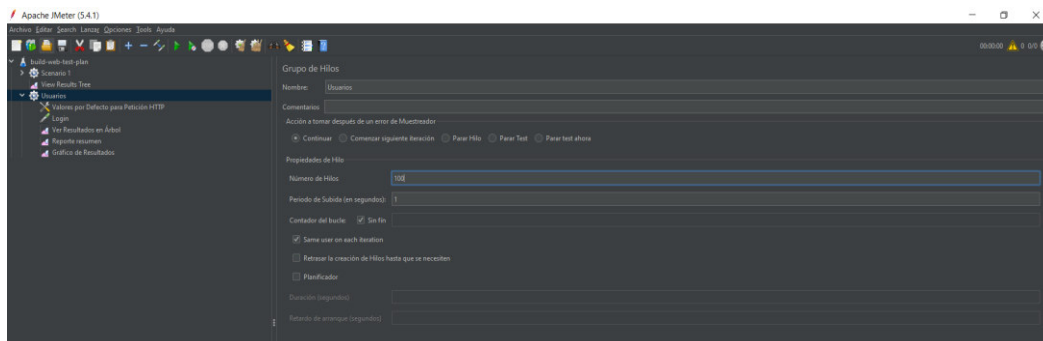 Apache JMeter (5.4.1)
Archivo Editar Search Lanzar Opciones Tools Ayuda
00:00:00 0 0/0
build-web-test-plan
Scenario 1
View Results Tree
Usuarios
Valores por Defecto para Petición HTTP
Login
Ver Resultados en Árbol
Reporte resumen
Gráfico de Resultados
Grupo de Hilos
Nombre: Usuarios
Comentarios
Acción a tomar después de un error de Muestreador
Continuar Comenzar siguiente iteración Parar Hilo Parar Test Parar test ahora
Propiedades de Hilo
Número de Hilos 100
Periodo de Subida (en segundos): 1
Contador del bucle: Sin fin
Same user on each iteration
Retrasar la creación de Hilos hasta que se necesiten
Planificador
Duración (segundos)
Retardo de arranque (segundos)